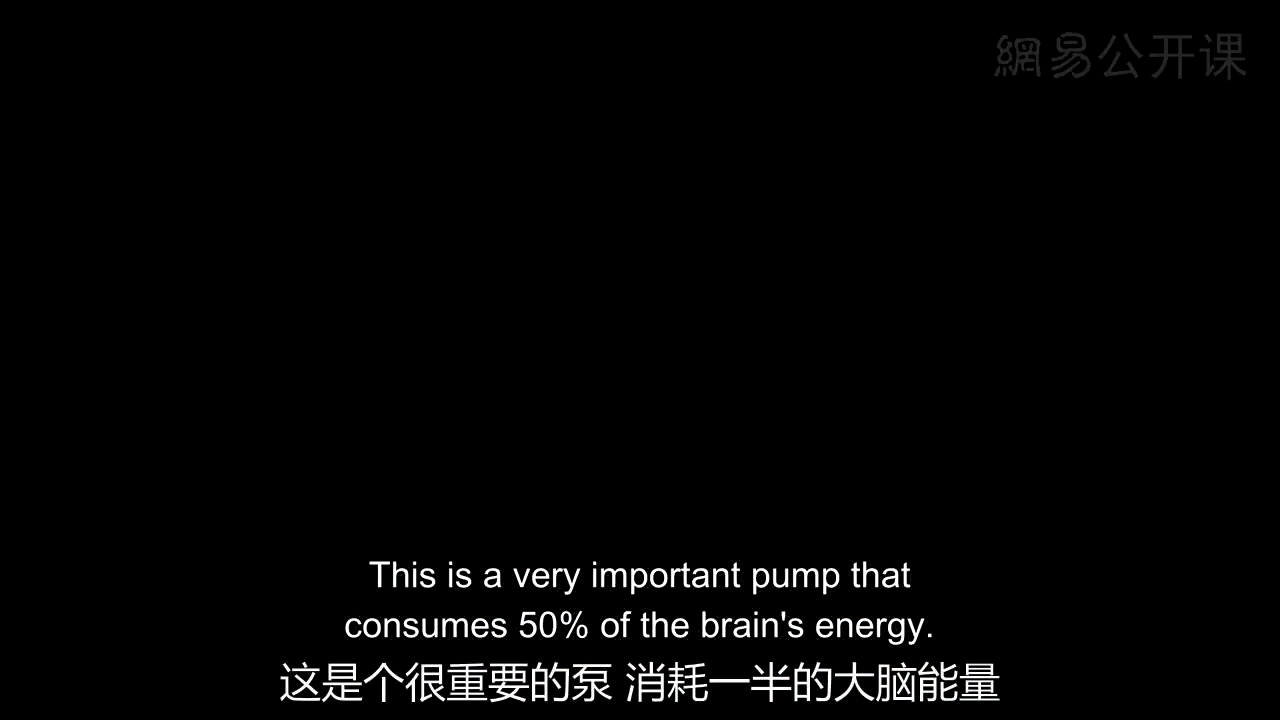 網易公开课
This is a very important pump that
consumes 50% of the brain's energy.
这是个很重要的泵 消耗一半的大脑能量